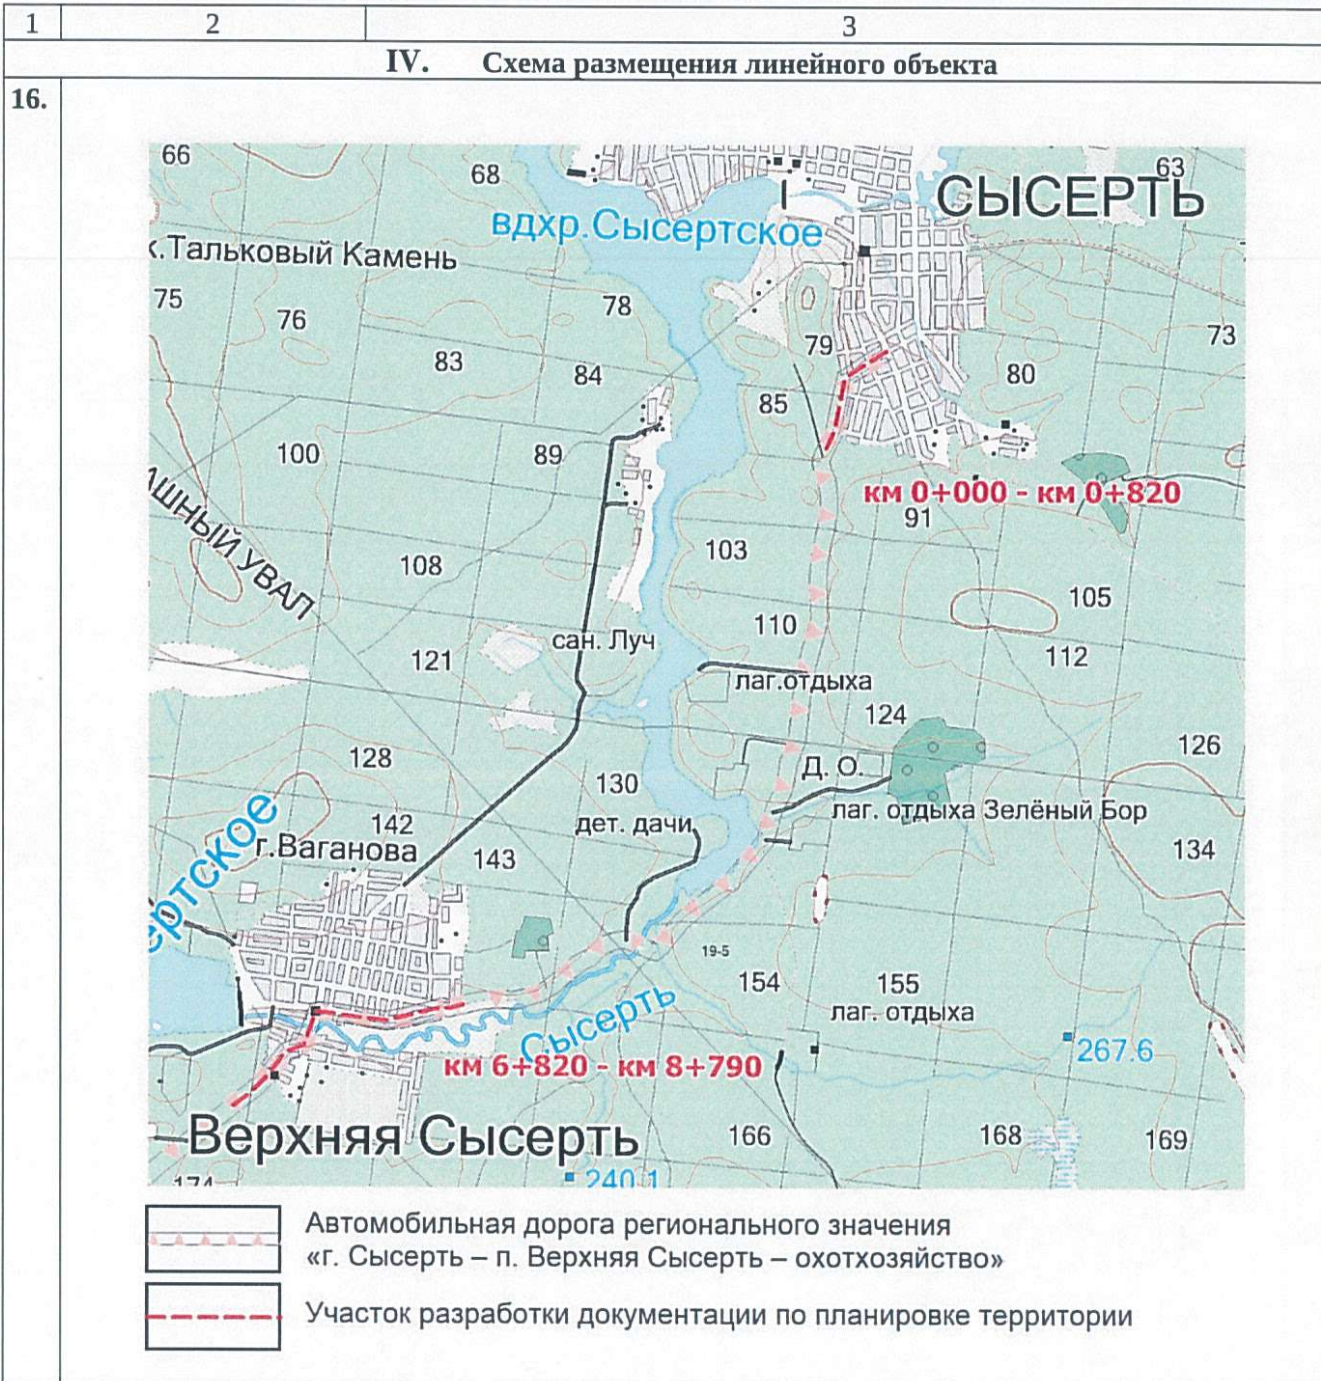 1 2 3
IV. Схема размещения линейного объекта
16.
66 68 63
СЫСЕРТЬ
вдхр.Сысертское
к.Тальковый Камень
75 76 78 79 73
83 84 80
85
100 89
км 0+000 - км 0+820
91
АШНЫЙ УВАЛ
108 103
105
110
сан. Луч
121 112
лаг.отдыха
124
128 126
130 Д. О.
лаг. отдыха Зелёный Бор
142 дет. дачи
г.Ваганова 143 134
ертское
19-5
154 155
лаг. отдыха
Сысерть
267.6
км 6+820 - км 8+790
Верхняя Сысерть
166 168 169
174 240.1
Автомобильная дорога регионального значения
«г. Сысерть – п. Верхняя Сысерть – охотхозяйство»
Участок разработки документации по планировке территории